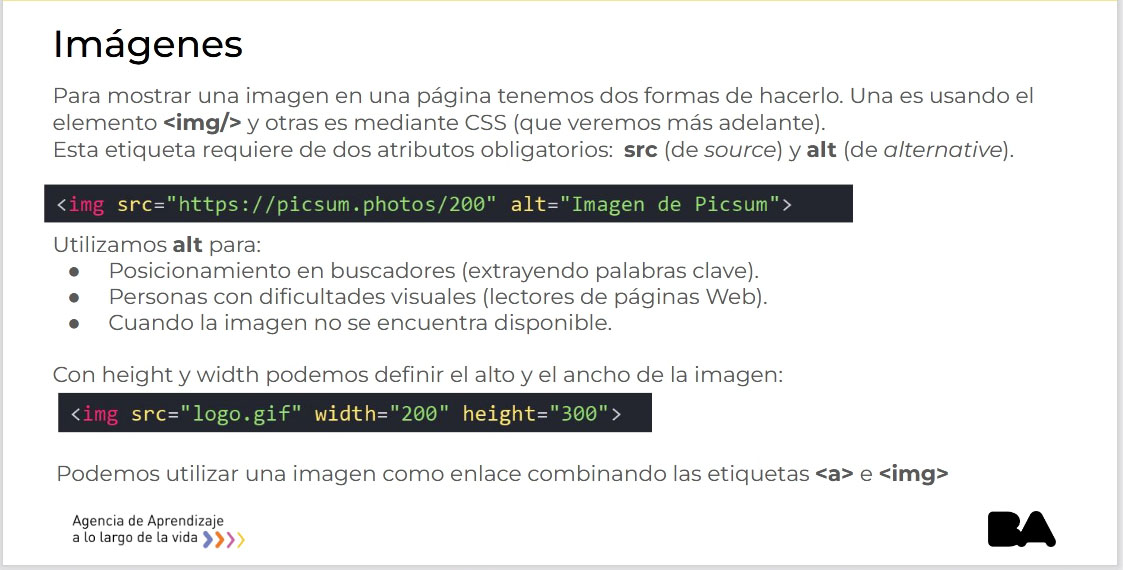 Imágenes
Para mostrar una imagen en una página tenemos dos formas de hacerlo. Una es usando el
elemento <img/> y otras es mediante CSS (que veremos más adelante).
Esta etiqueta requiere de dos atributos obligatorios: src (de source) y alt (de alternative).
<img src="https://picsum.photos/200" alt="Imagen de Picsum">
Utilizamos alt para:
● Posicionamiento en buscadores (extrayendo palabras clave).
● Personas con dificultades visuales (lectores de páginas Web).
● Cuando la imagen no se encuentra disponible.
Con height y width podemos definir el alto y el ancho de la imagen:
<img src="logo.gif" width="200" height="300">
Podemos utilizar una imagen como enlace combinando las etiquetas <a> e <img>
Agencia de Aprendizaje
a lo largo de la vida
BA